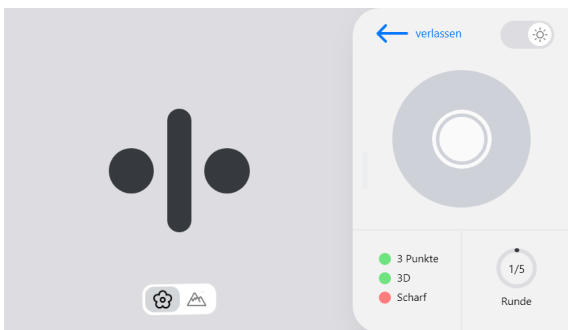 verlassen
3 Punkte
3D
Scharf
1/5
Runde